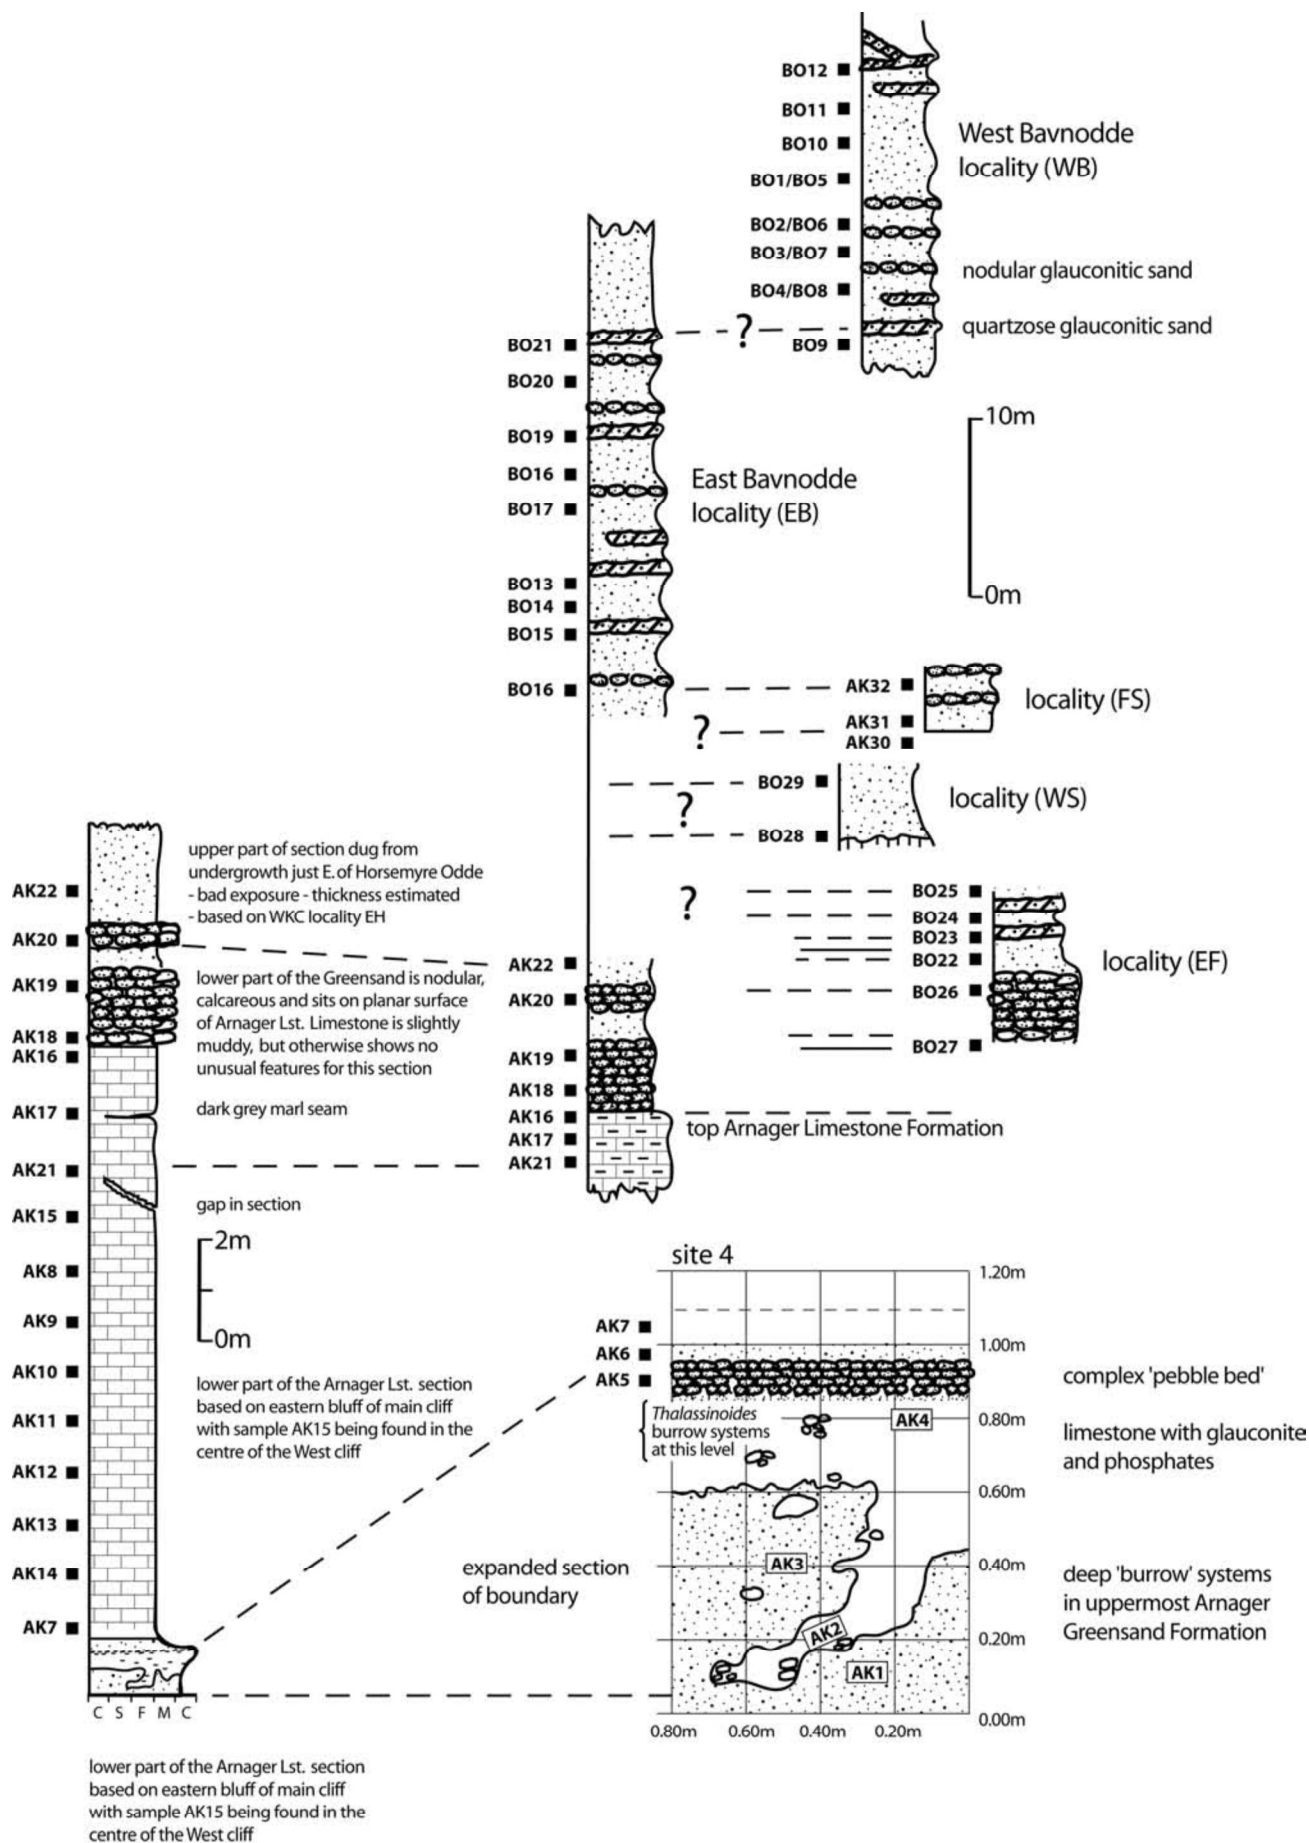 BO12
BO11
BO10
BO1/BO5
BO2/BO6
BO3/BO7
BO4/BO8
BO9
West Bavnodde
locality (WB)
nodular glauconitic sand
quartzose glauconitic sand
?
BO21
BO20
BO19
BO16
BO17
BO13
BO14
BO15
BO16
East Bavnodde
locality (EB)
10m
0m
AK32
AK31
AK30
locality (FS)
?
BO29
BO28
locality (WS)
?
?
BO25
BO24
BO23
BO22
BO26
BO27
locality (EF)
AK22
AK20
AK19
AK18
AK16
AK17
AK21
AK15
AK8
AK9
AK10
AK11
AK12
AK13
AK14
AK7
C S F M C
upper part of section dug from
undergrowth just E. of Horsemyre Odde
- bad exposure - thickness estimated
- based on WKC locality EH
lower part of the Greensand is nodular,
calcareous and sits on planar surface
of Arnager Lst. Limestone is slightly
muddy, but otherwise shows no
unusual features for this section
dark grey marl seam
gap in section
2m
0m
lower part of the Arnager Lst. section
based on eastern bluff of main cliff
with sample AK15 being found in the
centre of the West cliff
AK22
AK20
AK19
AK18
AK16
AK17
AK21
top Arnager Limestone Formation
site 4
AK7
AK6
AK5
Thalassinoides
burrow systems
at this level
AK4
AK3
AK2
AK1
1.20m
1.00m
0.80m
0.60m
0.40m
0.20m
0.00m
0.80m 0.60m 0.40m 0.20m
complex 'pebble bed'
limestone with glauconite
and phosphates
deep 'burrow' systems
in uppermost Arnager
Greensand Formation
expanded section
of boundary
lower part of the Arnager Lst. section
based on eastern bluff of main cliff
with sample AK15 being found in the
centre of the West cliff